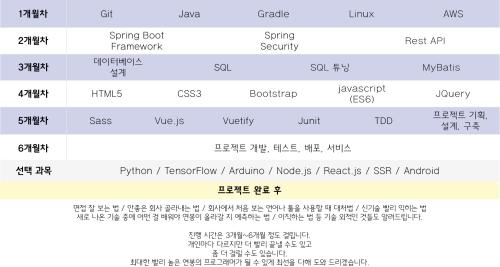 1개월차 Git Java Gradle Linux AWS
2개월차 Spring Boot Framework Spring Security Rest API
3개월차 데이터베이스 설계 SQL SQL 튜닝 MyBatis
4개월차 HTML5 CSS3 Bootstrap javascript (ES6) JQuery
5개월차 Sass Vue.js Vuetify Junit TDD 프로젝트 기획, 설계, 구축
6개월차 프로젝트 개발, 테스트, 배포, 서비스
선택 과목 Python / TensorFlow / Arduino / Node.js / React.js / SSR / Android
프로젝트 완료 후
면접 잘 보는 법 / 안좋은 회사 골라내는 법 / 회사에서 처음 보는 언어나 툴을 사용할 때 대처법 / 신기술 빨리 익히는 법
새로 나온 기술 중에 어떤 걸 배워야 연봉이 올라갈 지 예측하는 법 / 이직하는 법 등 기술 외적인 것들도 알려드립니다.
진행 시간은 3개월~6개월 정도 걸립니다.
개인마다 다르지만 더 빨리 끝낼 수도 있고
좀 더 걸릴 수도 있습니다.
최대한 빨리 높은 연봉의 프로그래머가 될 수 있게 최선을 다해 도와 드리겠습니다.